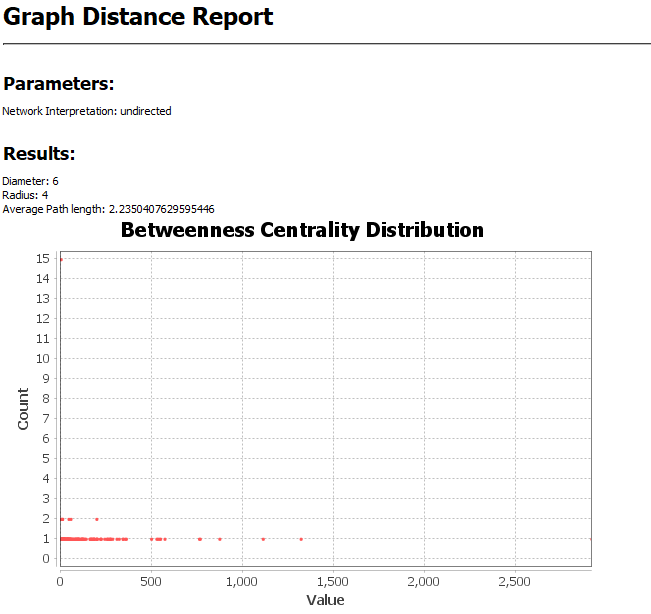 Graph Distance Report
Parameters:
Network Interpretation: undirected
Results:
Diameter: 6
Radius: 4
Average Path length: 2.2350407629595446
Betweenness Centrality Distribution
15
14
13
12
11
10
9
8
7
6
5
4
3
2
1
0
Count
0 500 1,000 1,500 2,000 2,500
Value